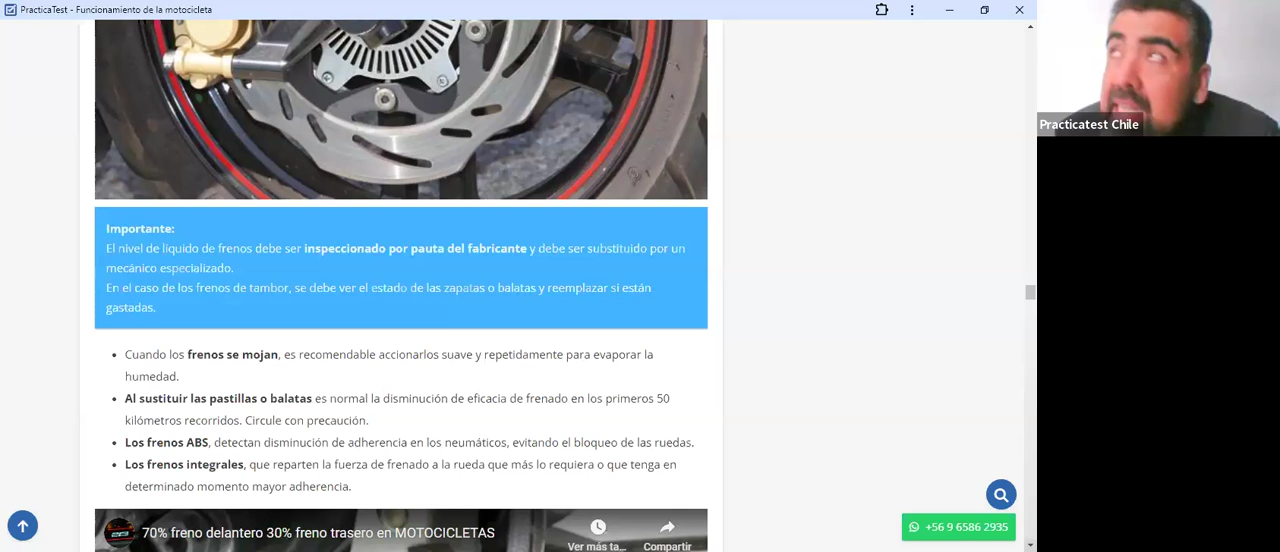 PracticaTest - Funcionamiento de la motocicleta
Practicatest Chile
Importante:
El nivel de líquido de frenos debe ser inspeccionado por pauta del fabricante y debe ser substituido por un
mecánico especializado.
En el caso de los frenos de tambor, se debe ver el estado de las zapatas o balatas y reemplazar si están
gastadas.
Cuando los frenos se mojan, es recomendable accionarlos suave y repetidamente para evaporar la
humedad.
Al sustituir las pastillas o balatas es normal la disminución de eficacia de frenado en los primeros 50
kilómetros recorridos. Circule con precaución.
Los frenos ABS, detectan disminución de adherencia en los neumáticos, evitando el bloqueo de las ruedas.
Los frenos integrales, que reparten la fuerza de frenado a la rueda que más lo requiera o que tenga en
determinado momento mayor adherencia.
70% freno delantero 30% freno trasero en MOTOCICLETAS
Ver más ta...
Compartir
+56 9 6586 2935